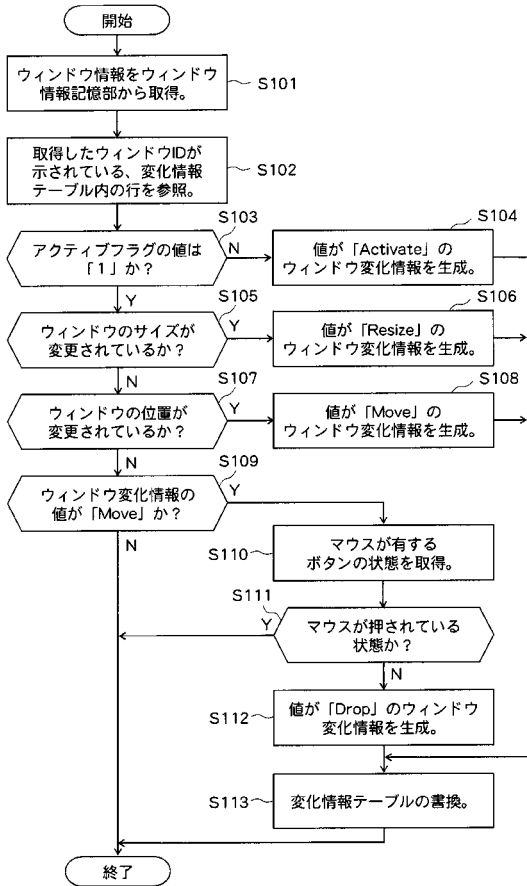 開始
ウィンドウ情報をウィンドウ
情報記憶部から取得。
S101
取得したウィンドウIDが
示されている、変化情報
テーブル内の行を参照。
S102
S103
アクティブフラグの値は
「1」か?
N
Y
S104
値が「Activate」の
ウィンドウ変化情報を生成。
S105
ウィンドウのサイズが
変更されているか?
Y
N
S106
値が「Resize」の
ウィンドウ変化情報を生成。
S107
ウィンドウの位置が
変更されているか?
Y
N
S108
値が「Move」の
ウィンドウ変化情報を生成。
S109
ウィンドウ変化情報の
値が「Move」か?
Y
N
S110
マウスが有する
ボタンの状態を取得。
S111
Y
マウスが押されている
状態か?
N
S112
値が「Drop」のウィンドウ
変化情報を生成。
S113
変化情報テーブルの書換。
終了